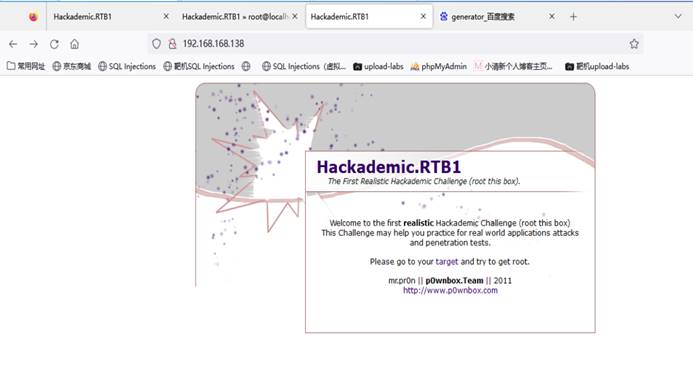 Hackademic.RTB1
Hackademic.RTB1 » root@localh
Hackademic.RTB1
generator_百度搜索
192.168.168.138
常用网址
京东商城
SQL Injections
靶机SQL Injections
SQL Injections（虚拟...
upload-labs
phpMyAdmin
小清新个人博客主页...
靶机upload-labs
Hackademic.RTB1
The First Realistic Hackademic Challenge (root this box).
Welcome to the first realistic Hackademic Challenge (root this box)
This Challenge may help you practice for real world applications attacks
and penetration tests.
Please go to your target and try to get root.
mr.pr0n || p0wnbox.Team || 2011
http://www.p0wnbox.com